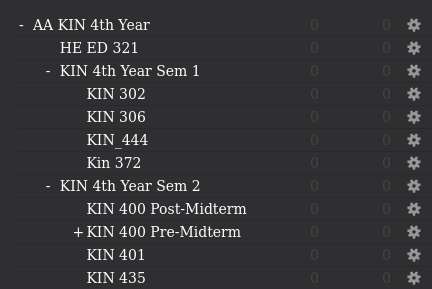 - AA KIN 4th Year 0 0
HE ED 321 0 0
- KIN 4th Year Sem 1 0 0
KIN 302 0 0
KIN 306 0 0
KIN_444 0 0
Kin 372 0 0
- KIN 4th Year Sem 2 0 0
KIN 400 Post-Midterm 0 0
+ KIN 400 Pre-Midterm 0 0
KIN 401 0 0
KIN 435 0 0